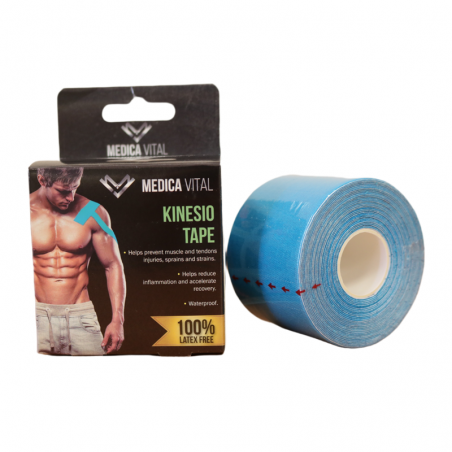 MEDICA VITAL
MEDICA VITAL
KINESIO
TAPE
• Helps prevent muscle and tendons
injuries, sprains and strains.
• Helps reduce
inflammation and accelerate
recovery.
• Waterproof.
100%
LATEX FREE